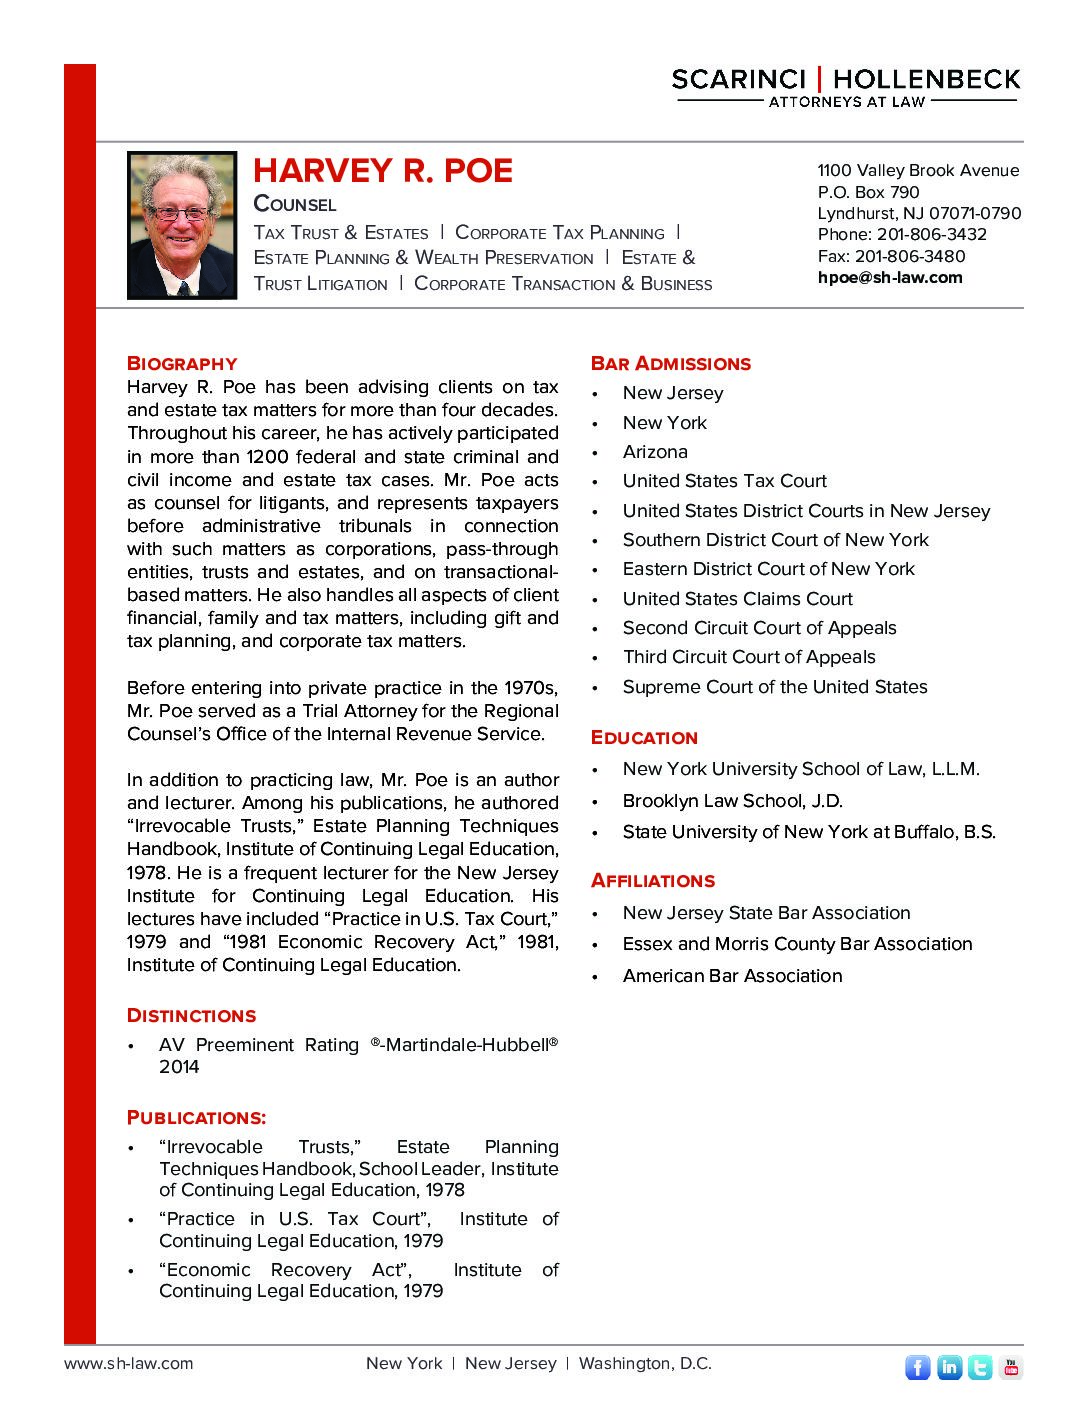 SCARINCI | HOLLENBECK
ATTORNEYS AT LAW
HARVEY R. POE
COUNSEL
TAX TRUST & ESTATES | CORPORATE TAX PLANNING |
ESTATE PLANNING & WEALTH PRESERVATION | ESTATE &
TRUST LITIGATION | CORPORATE TRANSACTION & BUSINESS
1100 Valley Brook Avenue
P.O. Box 790
Lyndhurst, NJ 07071-0790
Phone: 201-806-3432
Fax: 201-806-3480
hpoe@sh-law.com
BIOGRAPHY
Harvey R. Poe has been advising clients on tax
and estate tax matters for more than four decades.
Throughout his career, he has actively participated
in more than 1200 federal and state criminal and
civil income and estate tax cases. Mr. Poe acts
as counsel for litigants, and represents taxpayers
before administrative tribunals in connection
with such matters as corporations, pass-through
entities, trusts and estates, and on transactional-
based matters. He also handles all aspects of client
financial, family and tax matters, including gift and
tax planning, and corporate tax matters.
Before entering into private practice in the 1970s,
Mr. Poe served as a Trial Attorney for the Regional
Counsel's Office of the Internal Revenue Service.
In addition to practicing law, Mr. Poe is an author
and lecturer. Among his publications, he authored
“Irrevocable Trusts,” Estate Planning Techniques
Handbook, Institute of Continuing Legal Education,
1978. He is a frequent lecturer for the New Jersey
Institute for Continuing Legal Education. His
lectures have included “Practice in U.S. Tax Court,”
1979 and “1981 Economic Recovery Act,” 1981,
Institute of Continuing Legal Education.
DISTINCTIONS
• AV Preeminent Rating ®-Martindale-Hubbell®
2014
PUBLICATIONS:
• “Irrevocable Trusts,” Estate Planning
Techniques Handbook, School Leader, Institute
of Continuing Legal Education, 1978
• “Practice in U.S. Tax Court”, Institute of
Continuing Legal Education, 1979
• “Economic Recovery Act”, Institute of
Continuing Legal Education, 1979
BAR ADMISSIONS
• New Jersey
• New York
• Arizona
• United States Tax Court
• United States District Courts in New Jersey
• Southern District Court of New York
• Eastern District Court of New York
• United States Claims Court
• Second Circuit Court of Appeals
• Third Circuit Court of Appeals
• Supreme Court of the United States
EDUCATION
• New York University School of Law, L.L.M.
• Brooklyn Law School, J.D.
• State University of New York at Buffalo, B.S.
AFFILIATIONS
• New Jersey State Bar Association
• Essex and Morris County Bar Association
• American Bar Association
www.sh-law.com
New York | New Jersey | Washington, D.C.
f in t You Tube